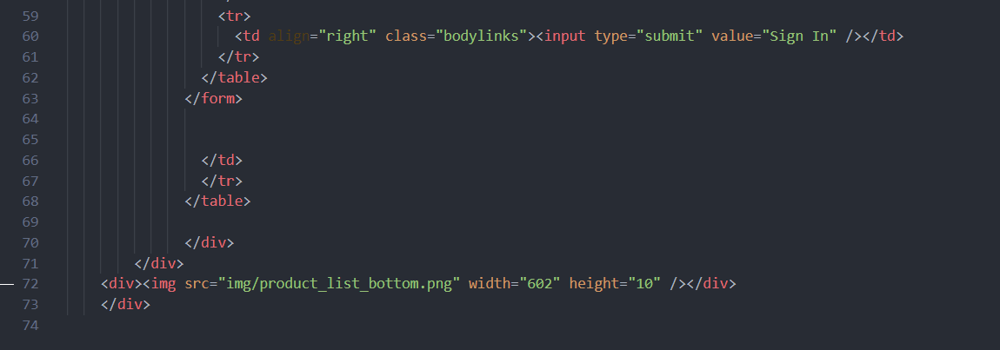 59 <tr>
60 <td align="right" class="bodylinks"><input type="submit" value="Sign In" /></td>
61 </tr>
62 </table>
63 </form>
64
65
66 </td>
67 </tr>
68 </table>
69
70 </div>
71 </div>
72 <div><img src="img/product_list_bottom.png" width="602" height="10" /></div>
73 </div>
74